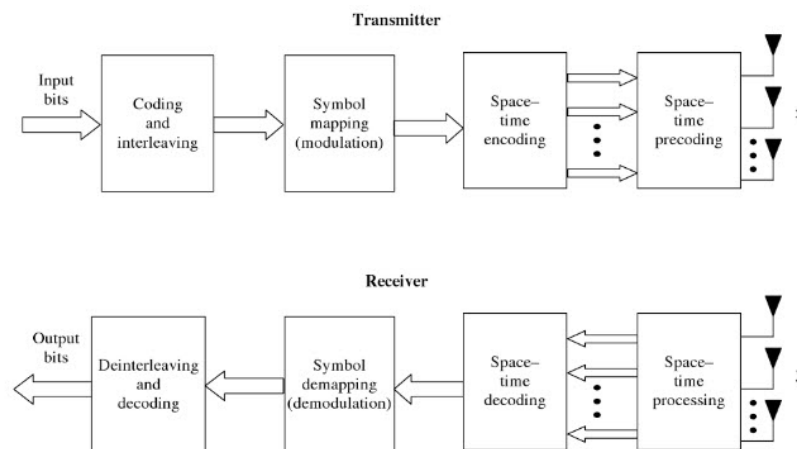 Transmitter
Input
bits
Coding
and
interleaving
Symbol
mapping
(modulation)
Space–
time
encoding
Space–
time
precoding
Receiver
Output
bits
Deinterleaving
and
decoding
Symbol
demapping
(demodulation)
Space–
time
decoding
Space–
time
processing